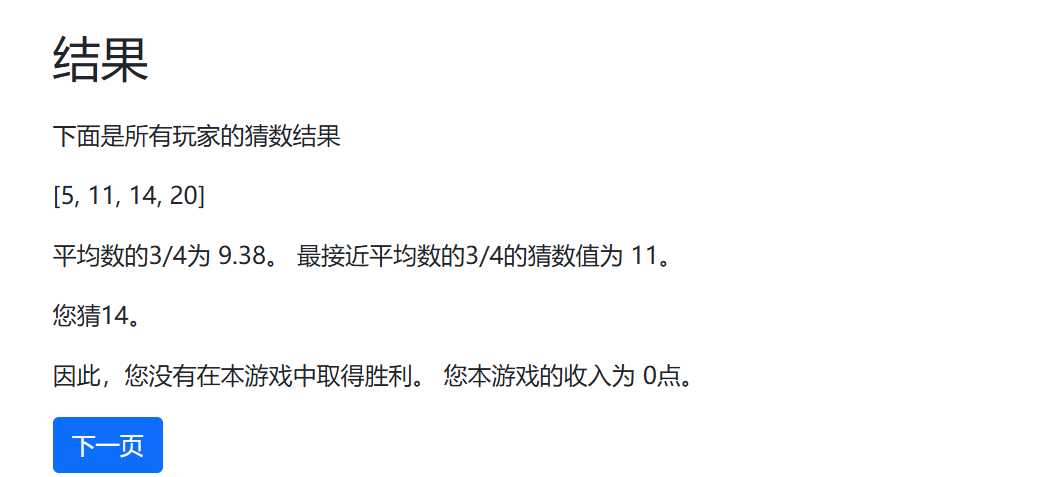 结果
下面是所有玩家的猜数结果
[5, 11, 14, 20]
平均数的3/4为 9.38。 最接近平均数的3/4的猜数值为 11。
您猜14。
因此，您没有在本游戏中取得胜利。 您本游戏的收入为 0点。
下一页